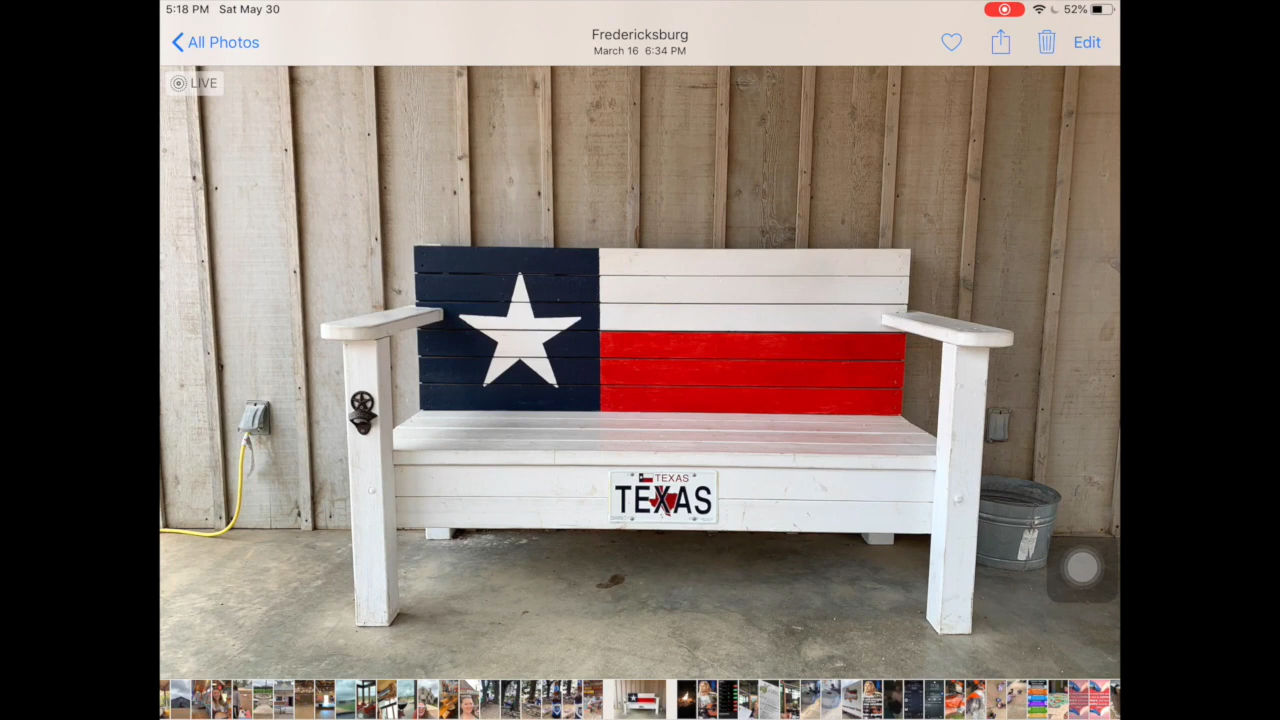 5:18 PM Sat May 30
52%
All Photos
Fredericksburg
March 16 6:34 PM
Edit
LIVE
TEXAS
TEXAS